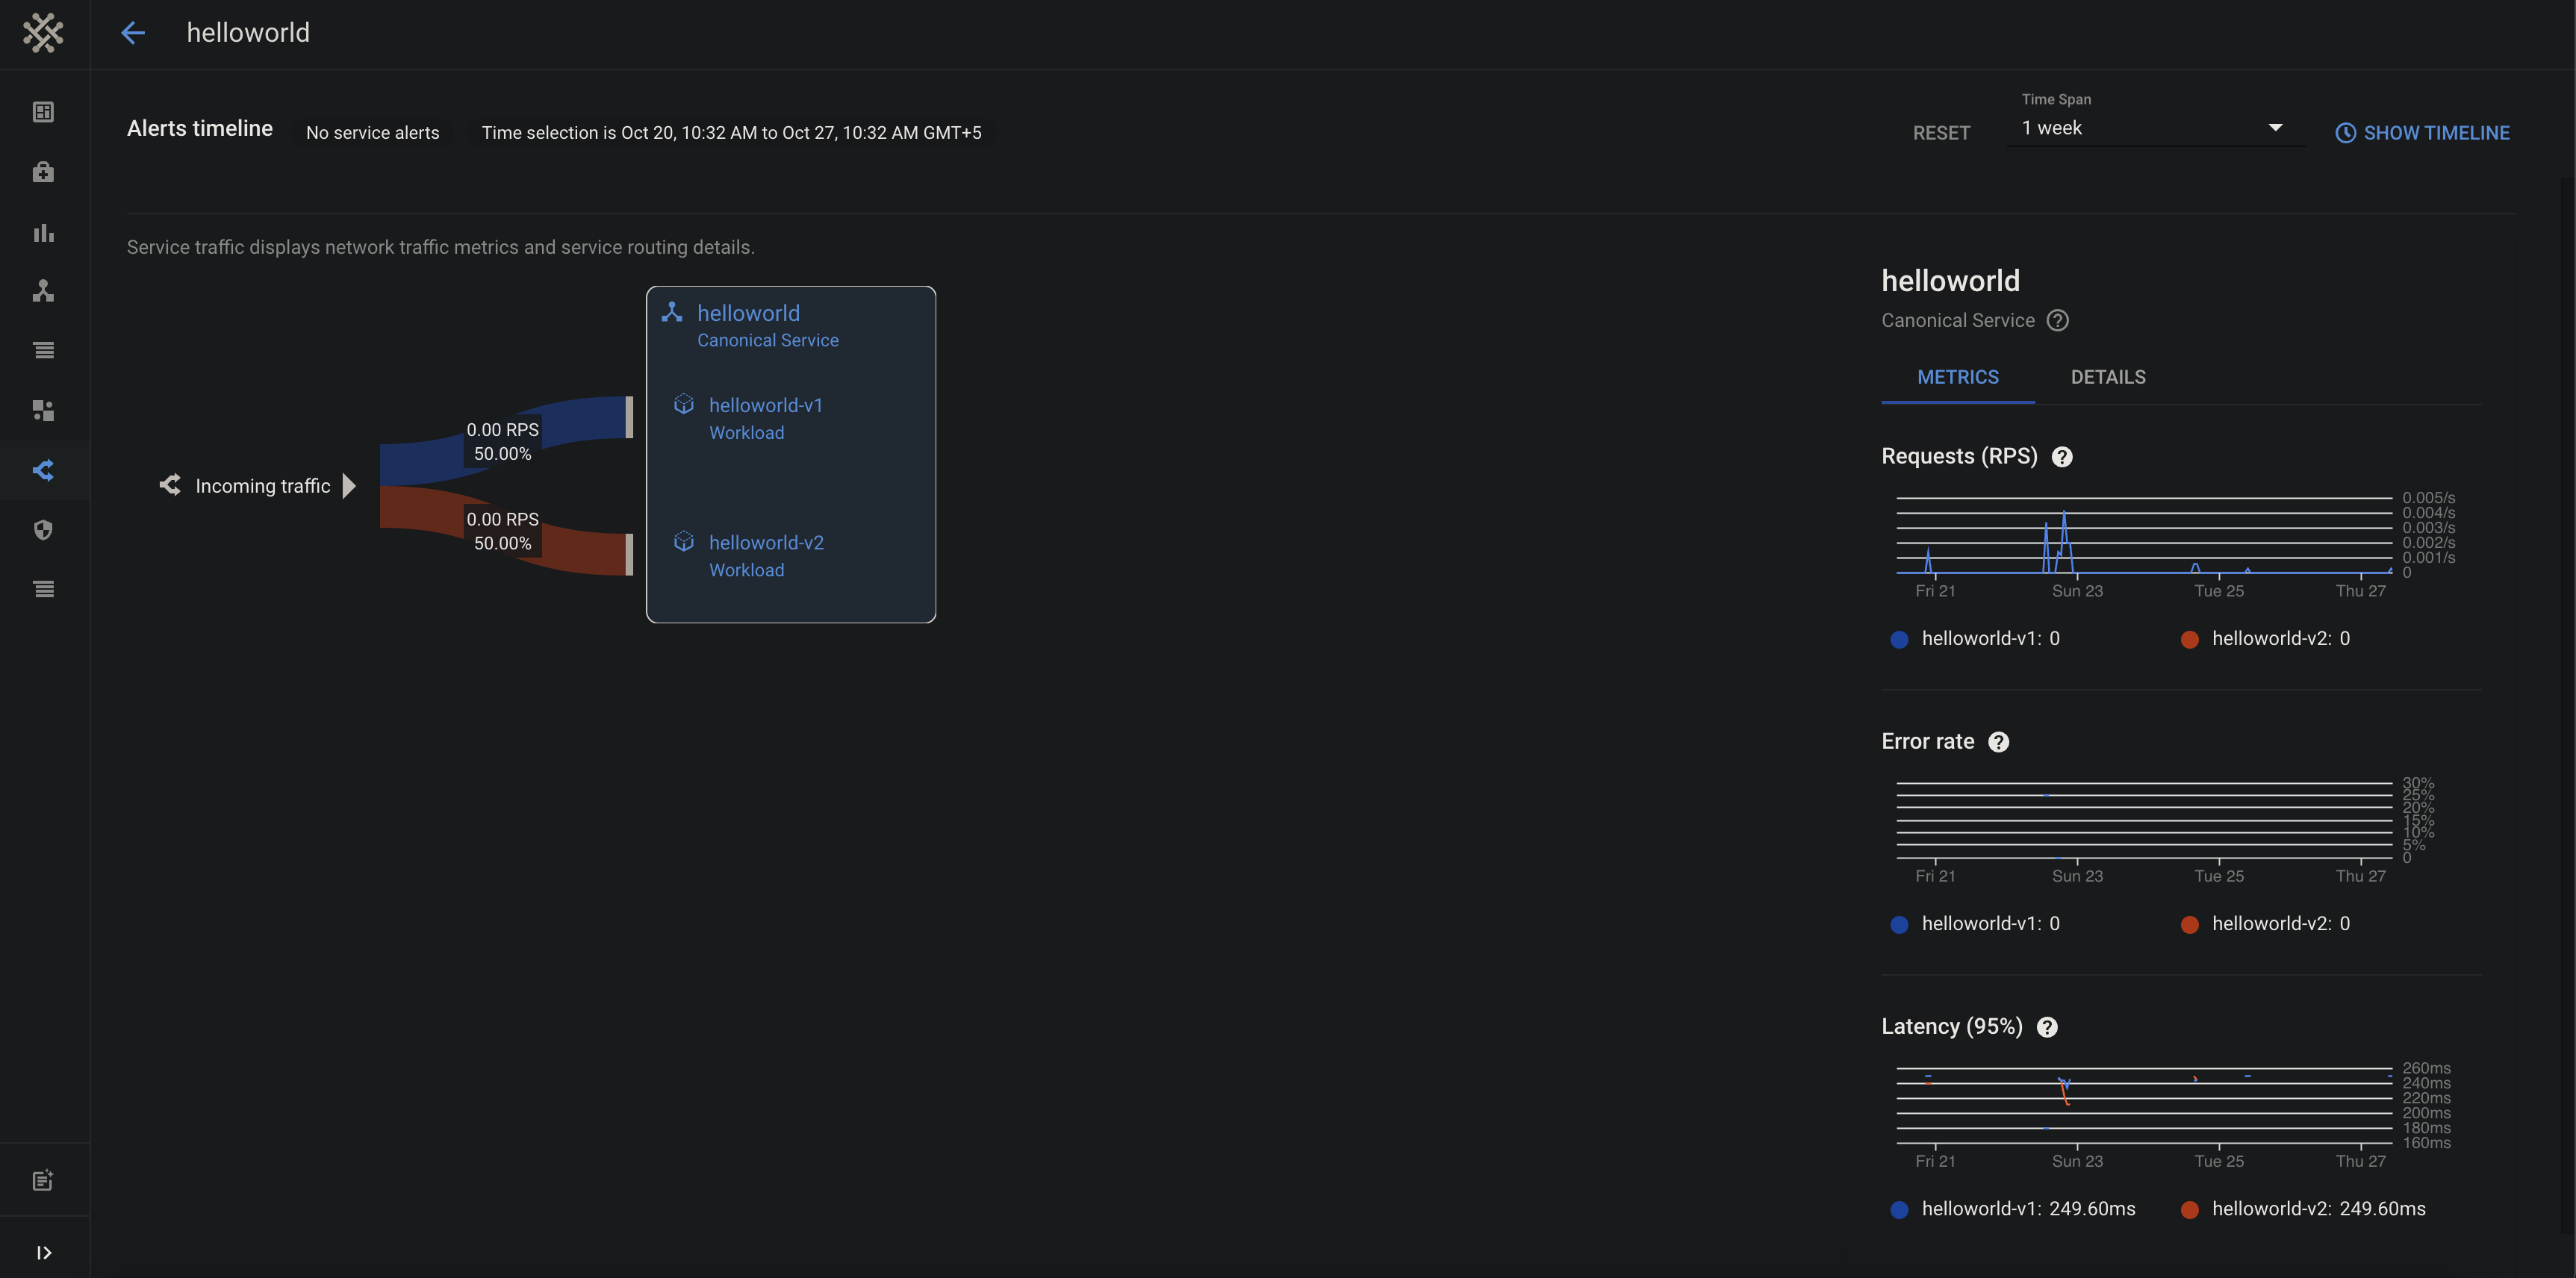 helloworld
Alerts timeline
No service alerts
Time selection is Oct 20, 10:32 AM to Oct 27, 10:32 AM GMT+5
RESET
Time Span
1 week
SHOW TIMELINE
Service traffic displays network traffic metrics and service routing details.
Incoming traffic
0.00 RPS
50.00%
0.00 RPS
50.00%
helloworld
Canonical Service
helloworld-v1
Workload
helloworld-v2
Workload
helloworld
Canonical Service
METRICS
DETAILS
Requests (RPS)
0.005/s
0.004/s
0.003/s
0.002/s
0.001/s
0
Fri 21
Sun 23
Tue 25
Thu 27
helloworld-v1: 0
helloworld-v2: 0
Error rate
30%
25%
20%
15%
10%
5%
0
Fri 21
Sun 23
Tue 25
Thu 27
helloworld-v1: 0
helloworld-v2: 0
Latency (95%)
260ms
240ms
220ms
200ms
180ms
160ms
Fri 21
Sun 23
Tue 25
Thu 27
helloworld-v1: 249.60ms
helloworld-v2: 249.60ms